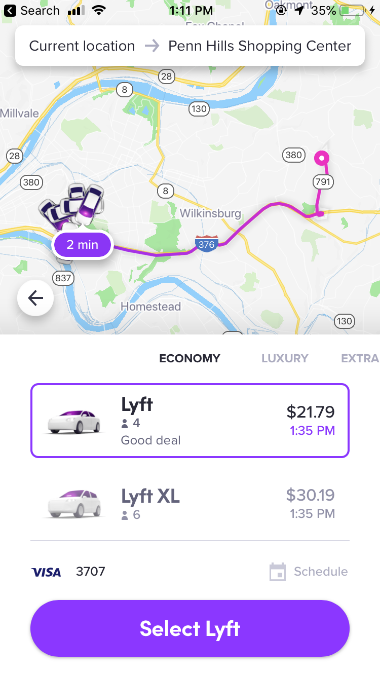 Search 1:11 PM 35%
Oakmont
Fox Chapel
Current location → Penn Hills Shopping Center
28
8
130
Millvale
28
380
791
380
8
Wilkinsburg
376
2 min
837
Homestead
130
ECONOMY LUXURY EXTRA
Lyft $21.79
4 1:35 PM
Good deal
Lyft XL $30.19
6 1:35 PM
VISA 3707 Schedule
Select Lyft